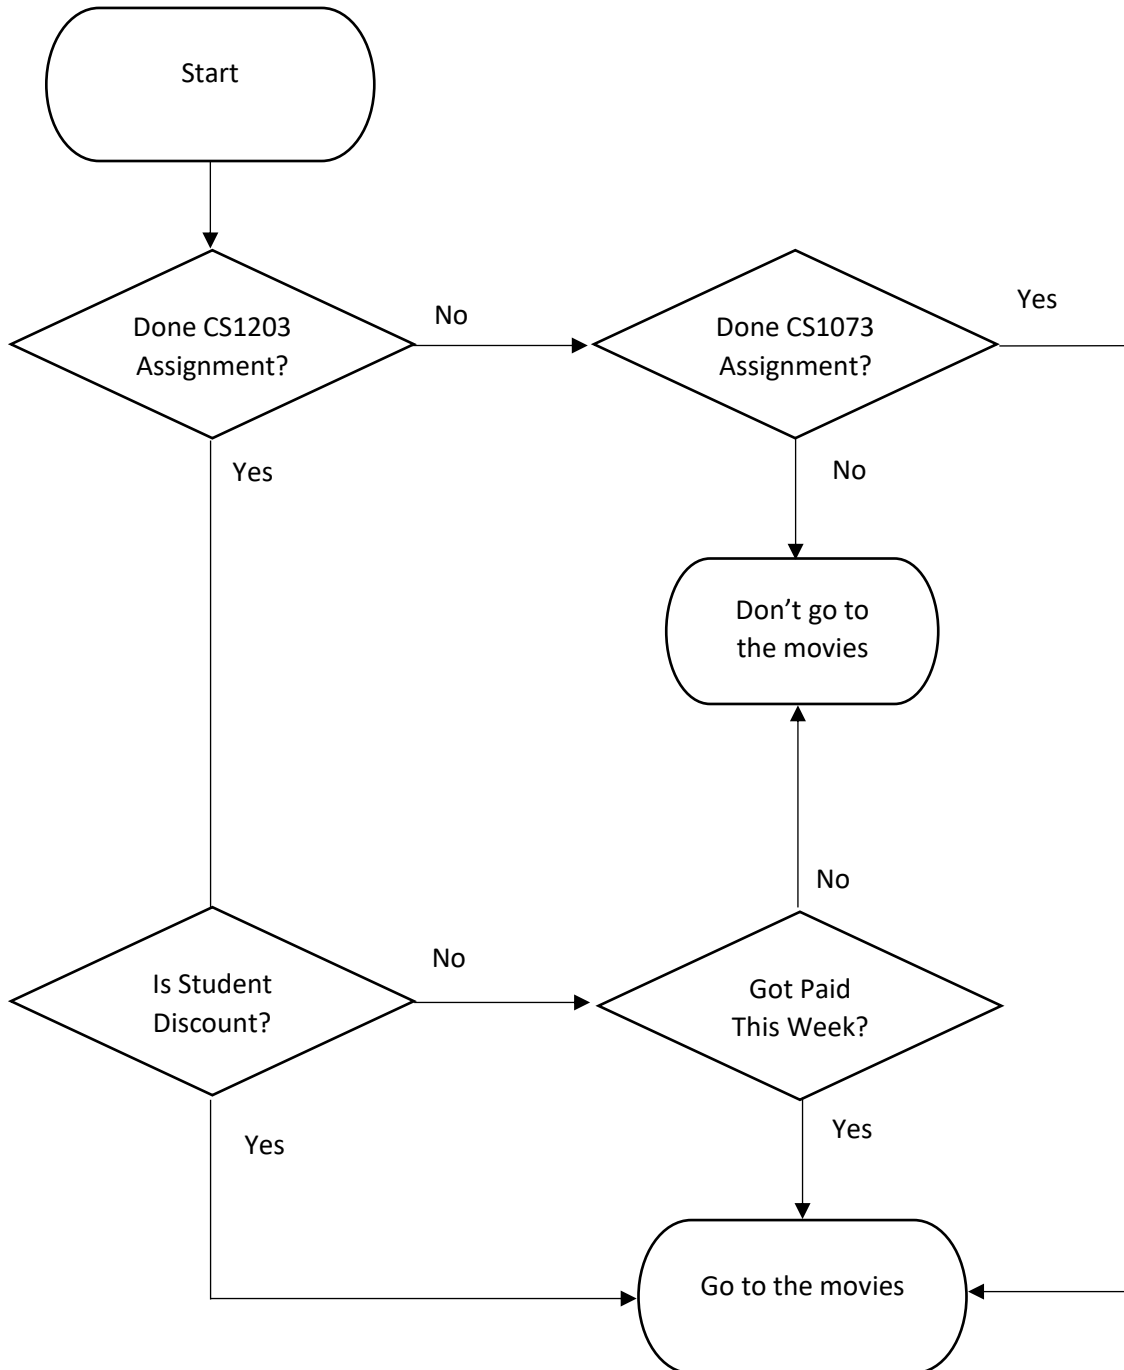 Start
Done CS1203
Assignment?
No
Done CS1073
Assignment?
Yes
Yes
No
Don’t go to
the movies
No
Is Student
Discount?
No
Got Paid
This Week?
Yes
Yes
Go to the movies